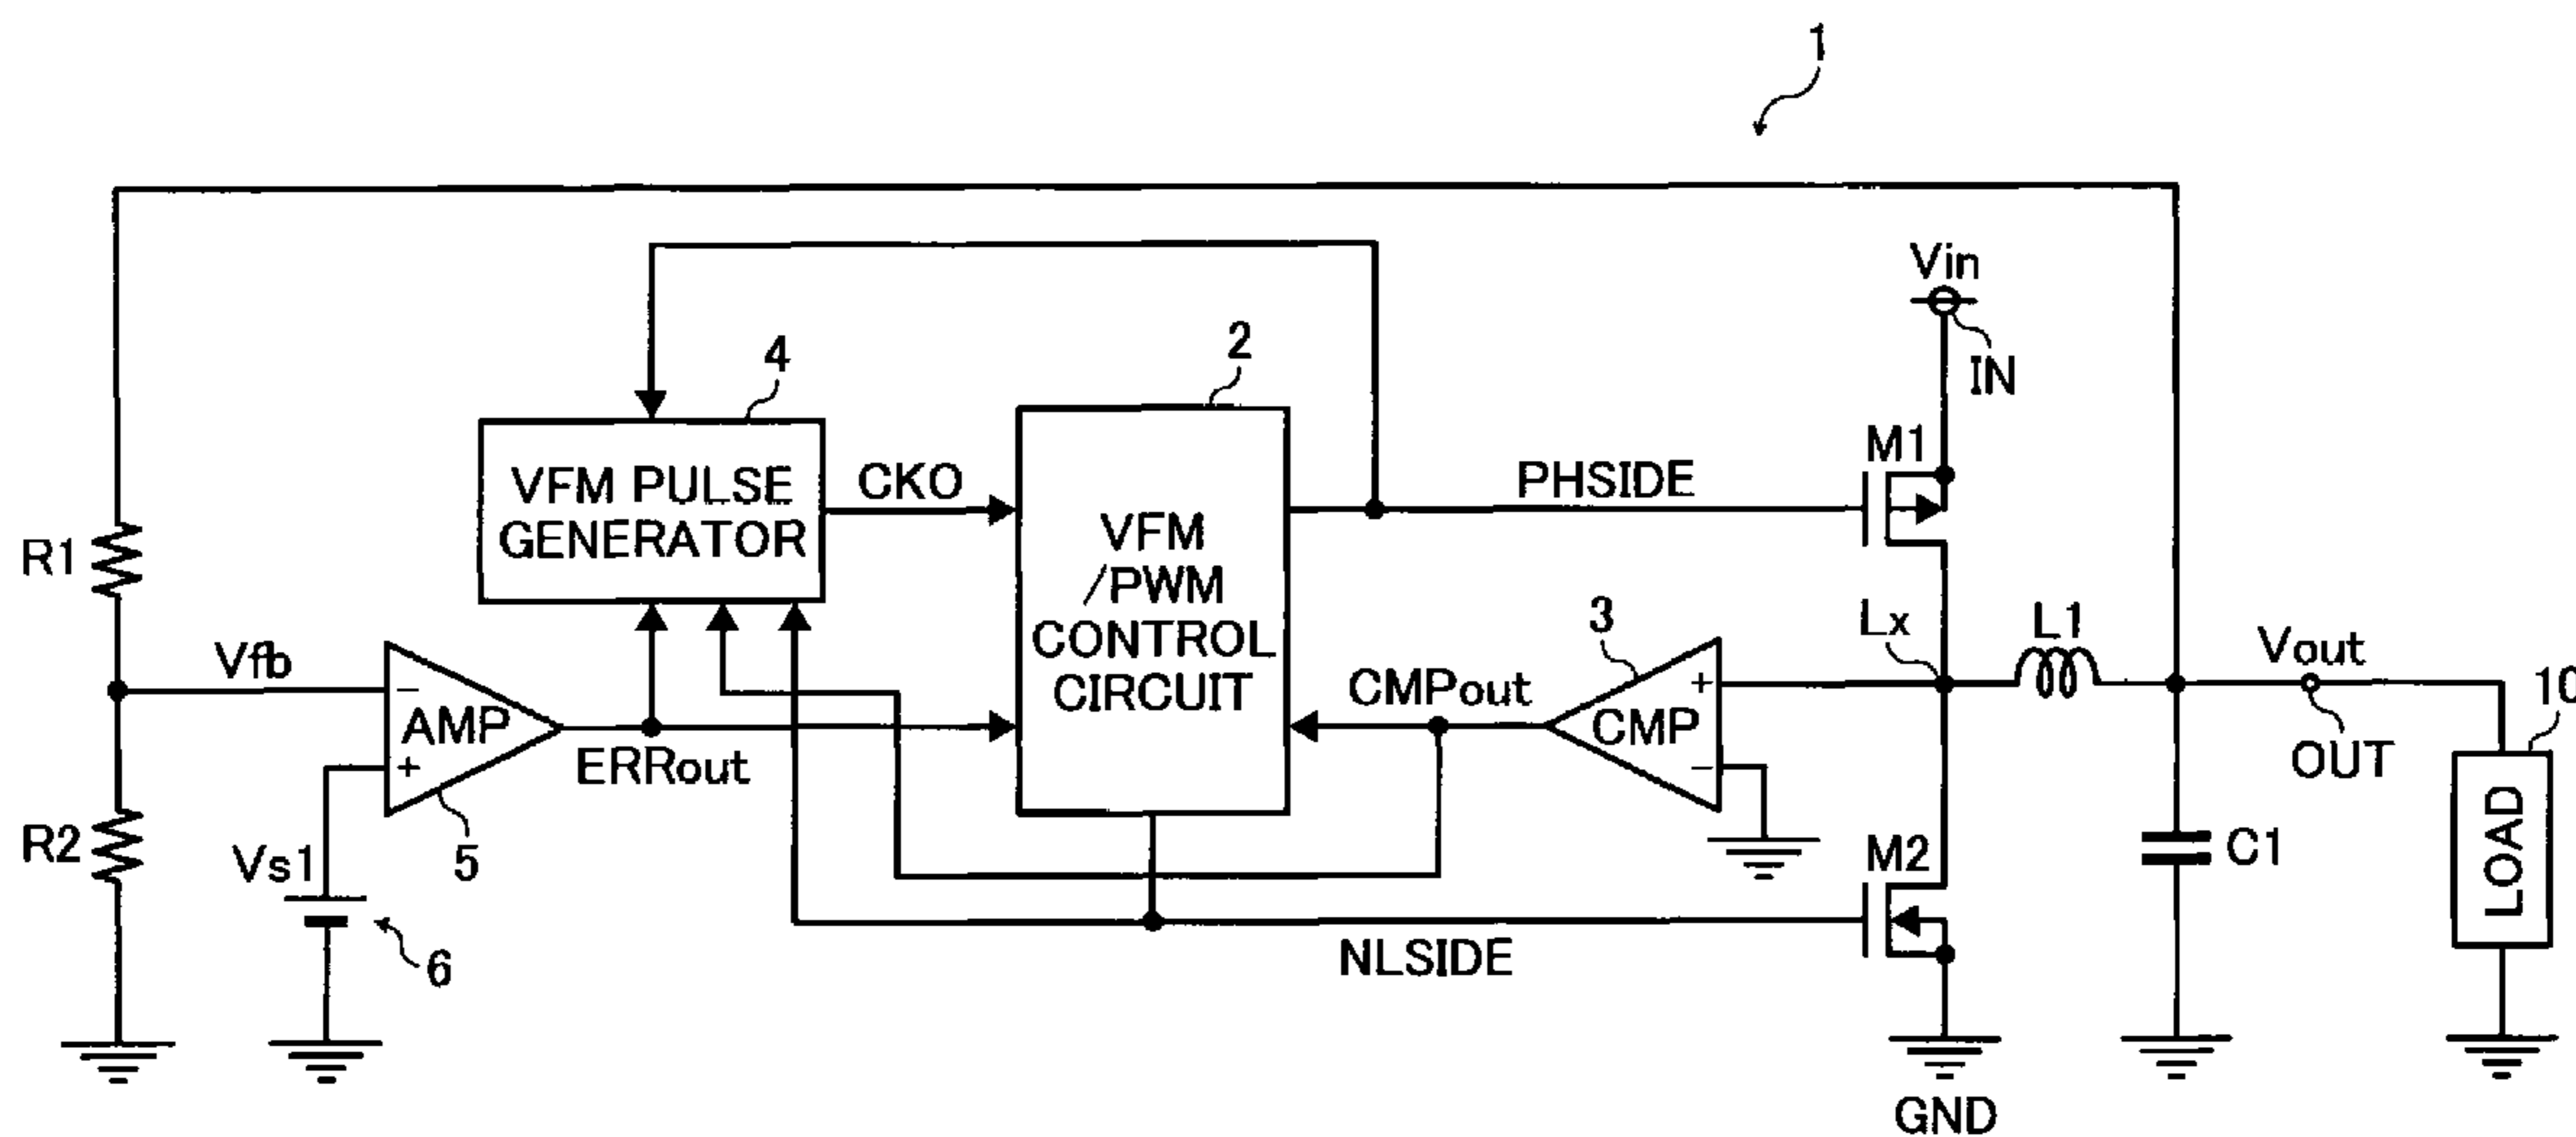 1
Vin
IN
4
2
VFM PULSE
GENERATOR
CKO
VFM
/PWM
CONTROL
CIRCUIT
PHSIDE
M1
R1
Vfb
−
AMP
+
5
ERRout
CMPout
3
+
CMP
−
Lx
L1
Vout
OUT
10
LOAD
R2
Vs1
6
M2
C1
NLSIDE
GND